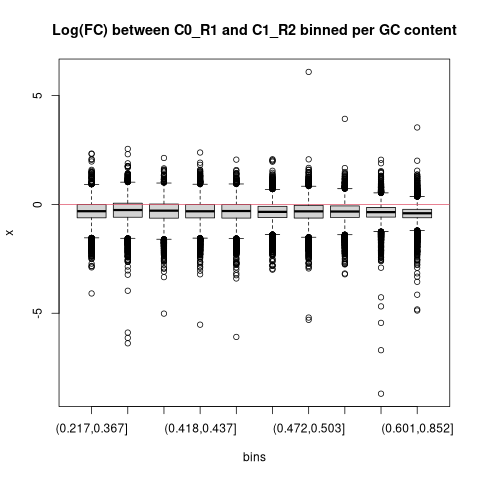 Log(FC) between C0_R1 and C1_R2 binned per GC content
5
0
-5
x
(0.217,0.367]
(0.418,0.437]
(0.472,0.503]
(0.601,0.852]
bins